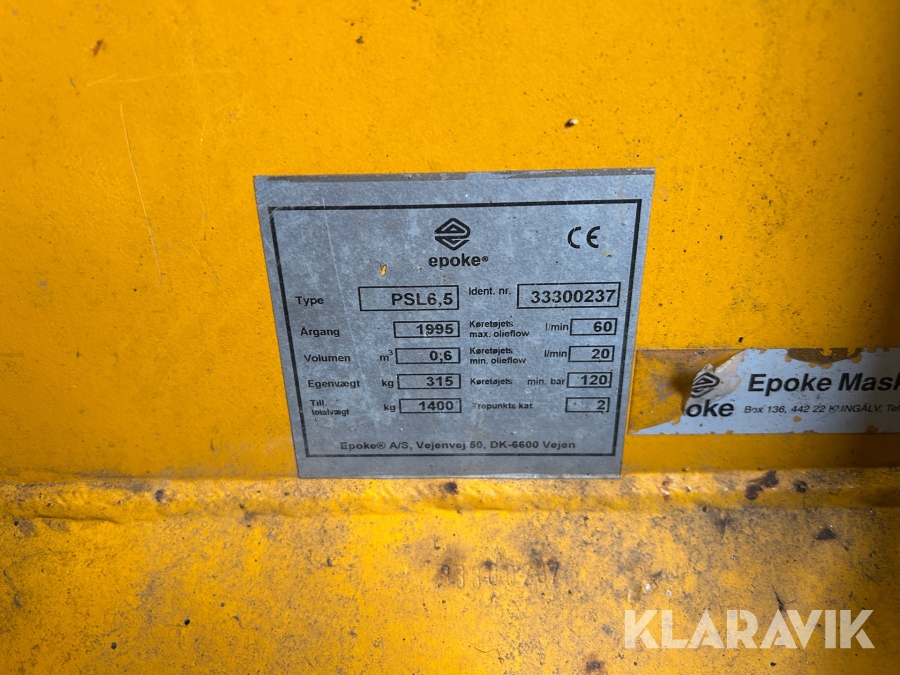 epoke®
CE
Type PSL6,5 Ident. nr. 33300237
Årgang 1995 Køretøjets max. olieflow l/min 60
Volumen m³ 0,6 Køretøjets min. olieflow l/min 20
Egenvægt kg 315 Køretøjets min. bar 120
Till. totalvægt kg 1400 Trepunkts kat 2
Epoke® A/S, Vejenvej 50, DK-6600 Vejen
oke
Epoke Mask
Box 136, 442 22 KUNGÄLV. Tel
KLARAVIK